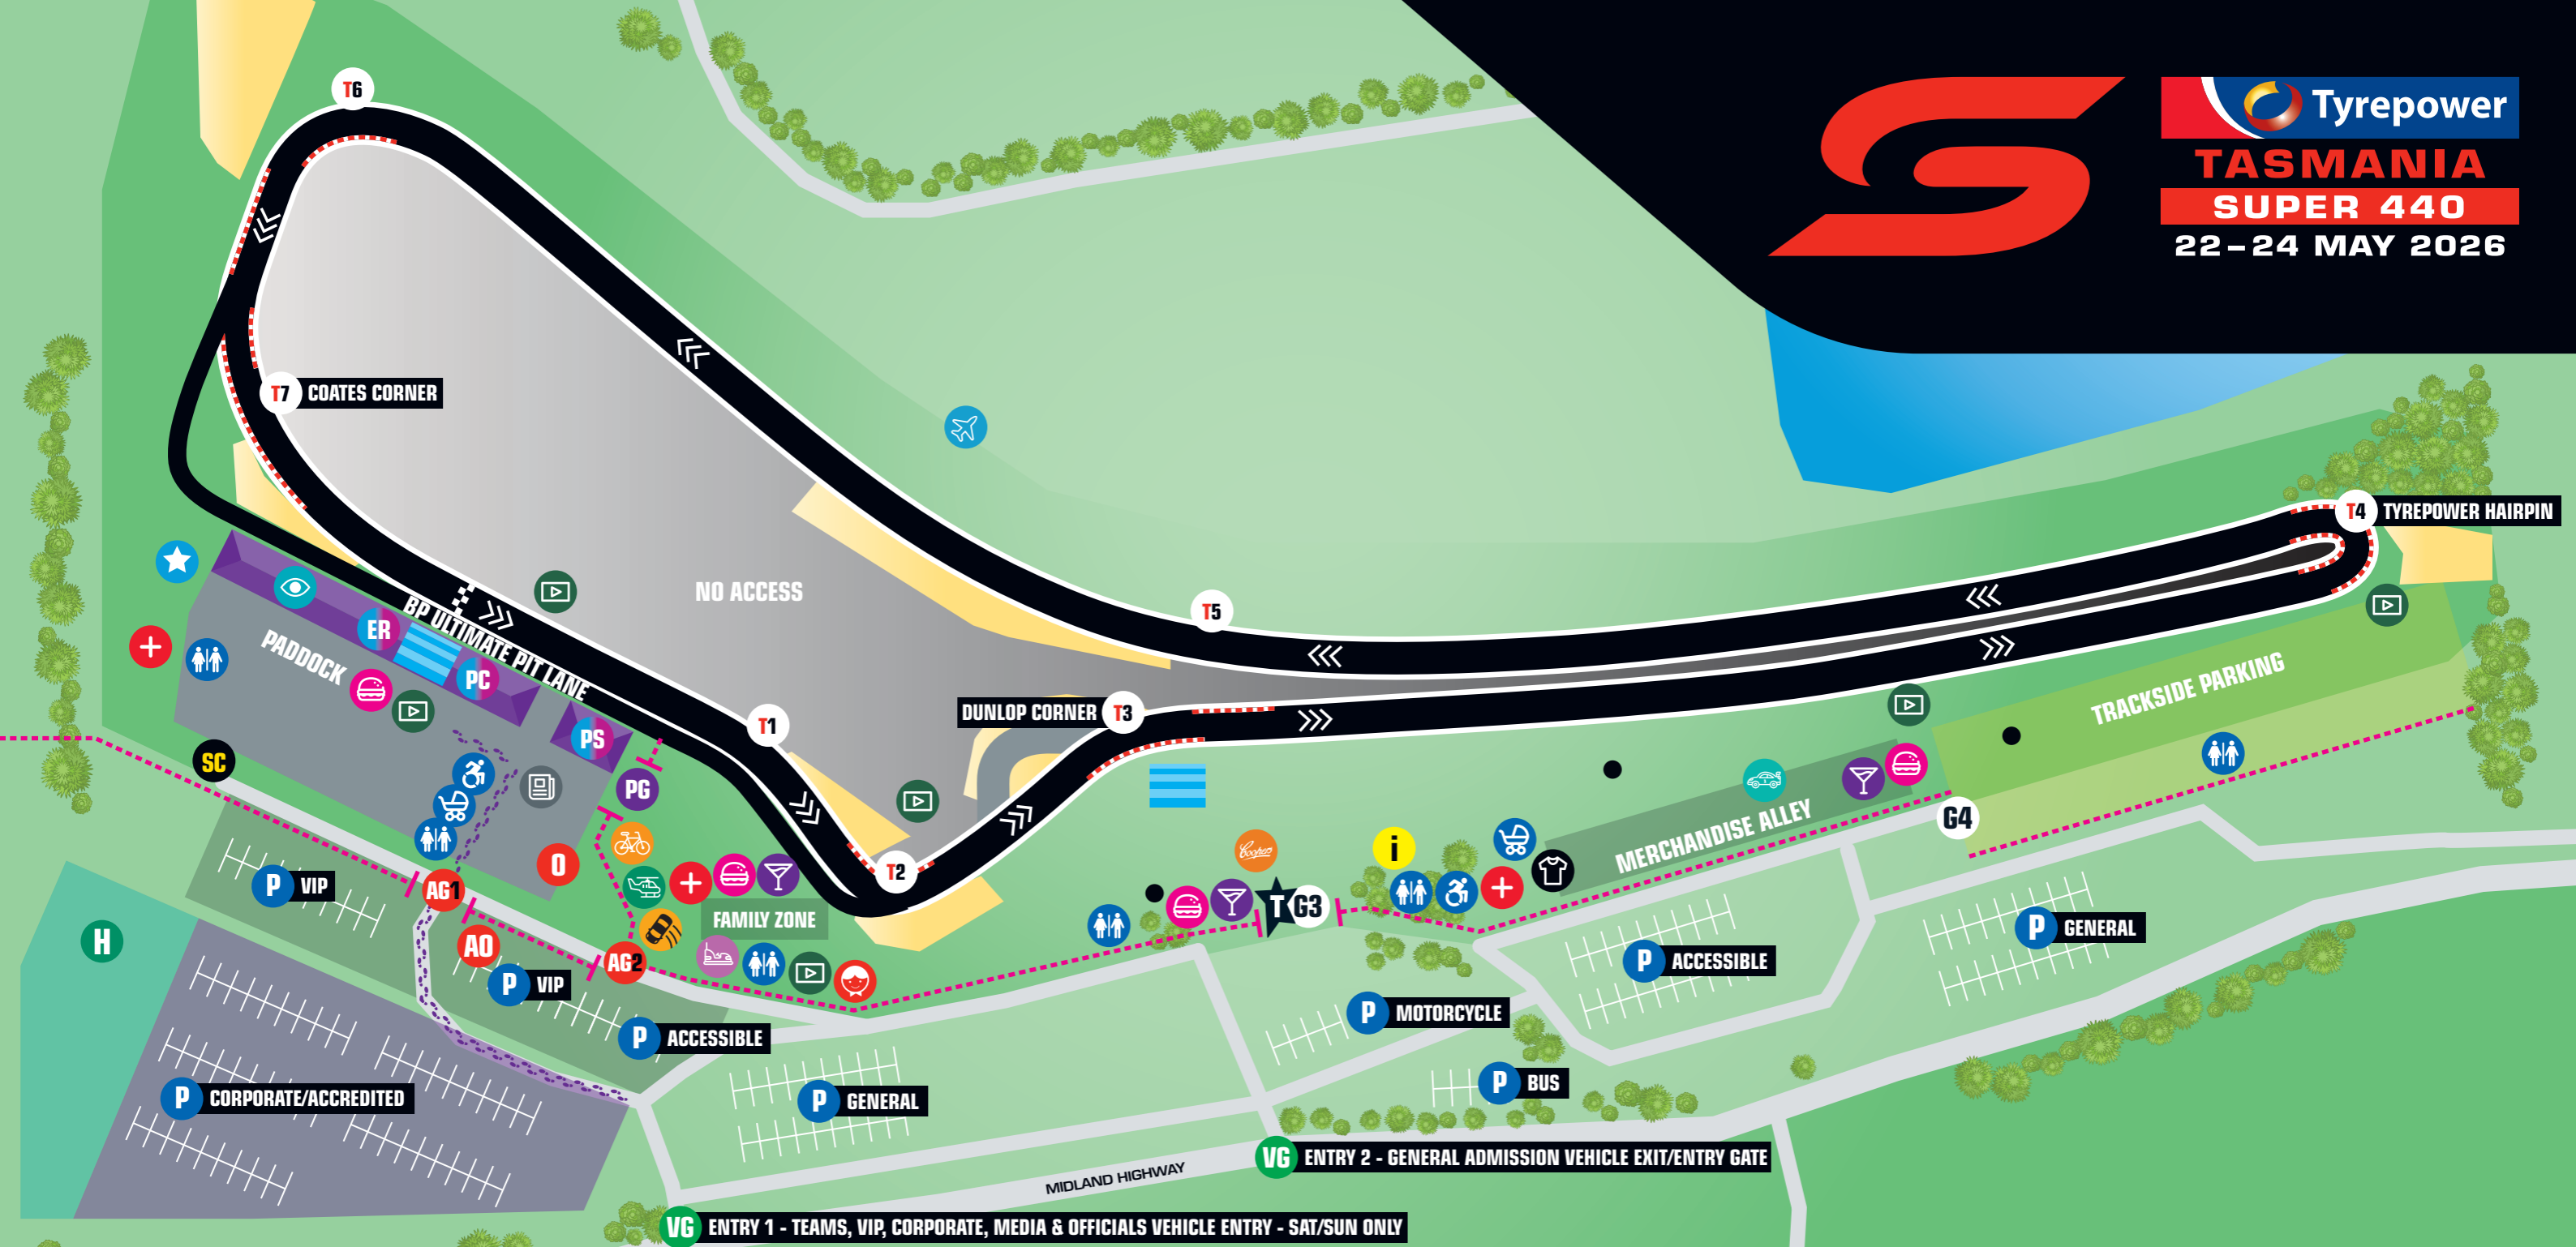 Tyrepower
TASMANIA
SUPER 440
22-24 MAY 2026
T6
T7 COATES CORNER
T4 TYREPOWER HAIRPIN
NO ACCESS
T5
BP ULTIMATE PIT LANE
ER
PADDOCK
PC
PS
T1
DUNLOP CORNER T3
TRACKSIDE PARKING
SC
PG
MERCHANDISE ALLEY
G4
T2
O
Coopers
i
P VIP
AG1
FAMILY ZONE
T G3
H
AO
AG2
P VIP
P ACCESSIBLE
P GENERAL
P ACCESSIBLE
P MOTORCYCLE
P CORPORATE/ACCREDITED
P GENERAL
P BUS
VG ENTRY 2 - GENERAL ADMISSION VEHICLE EXIT/ENTRY GATE
MIDLAND HIGHWAY
VG ENTRY 1 - TEAMS, VIP, CORPORATE, MEDIA & OFFICIALS VEHICLE ENTRY - SAT/SUN ONLY